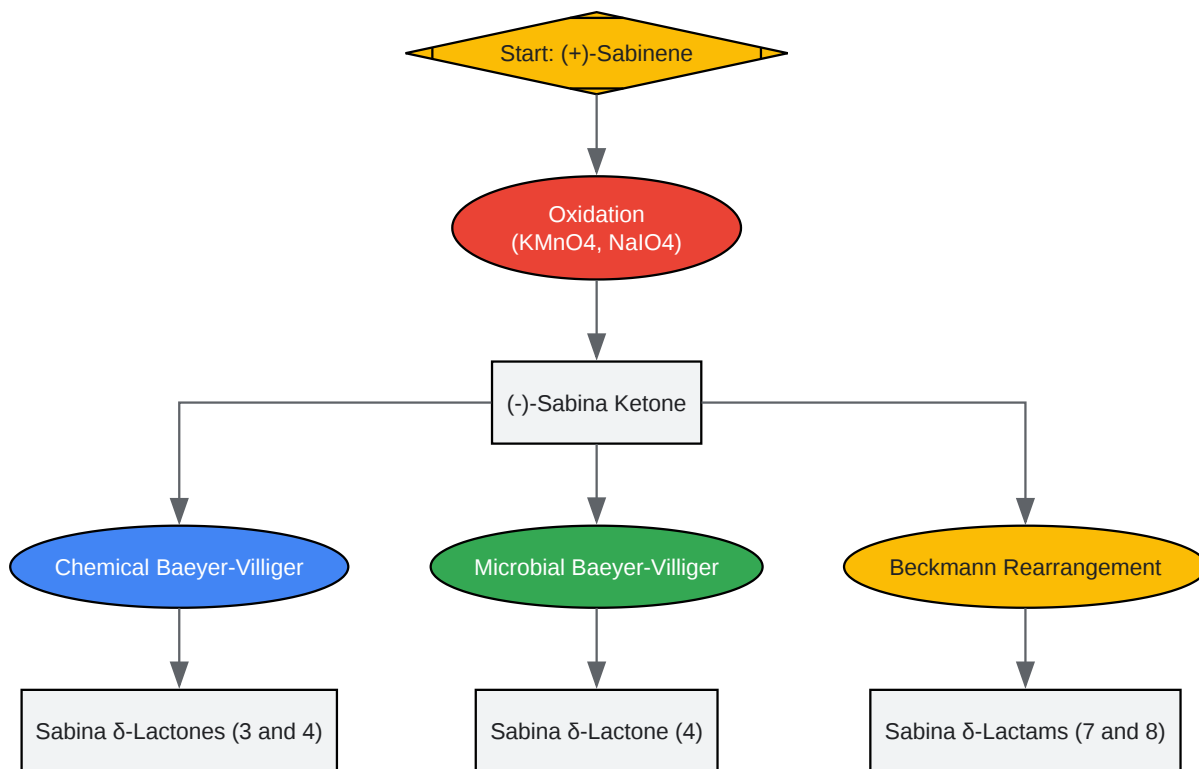 Start: (+)-Sabinene
Oxidation
(KMnO4, NaIO4)
(-)-Sabina Ketone
Chemical Baeyer-Villiger
Microbial Baeyer-Villiger
Beckmann Rearrangement
Sabina δ-Lactones (3 and 4)
Sabina δ-Lactone (4)
Sabina δ-Lactams (7 and 8)